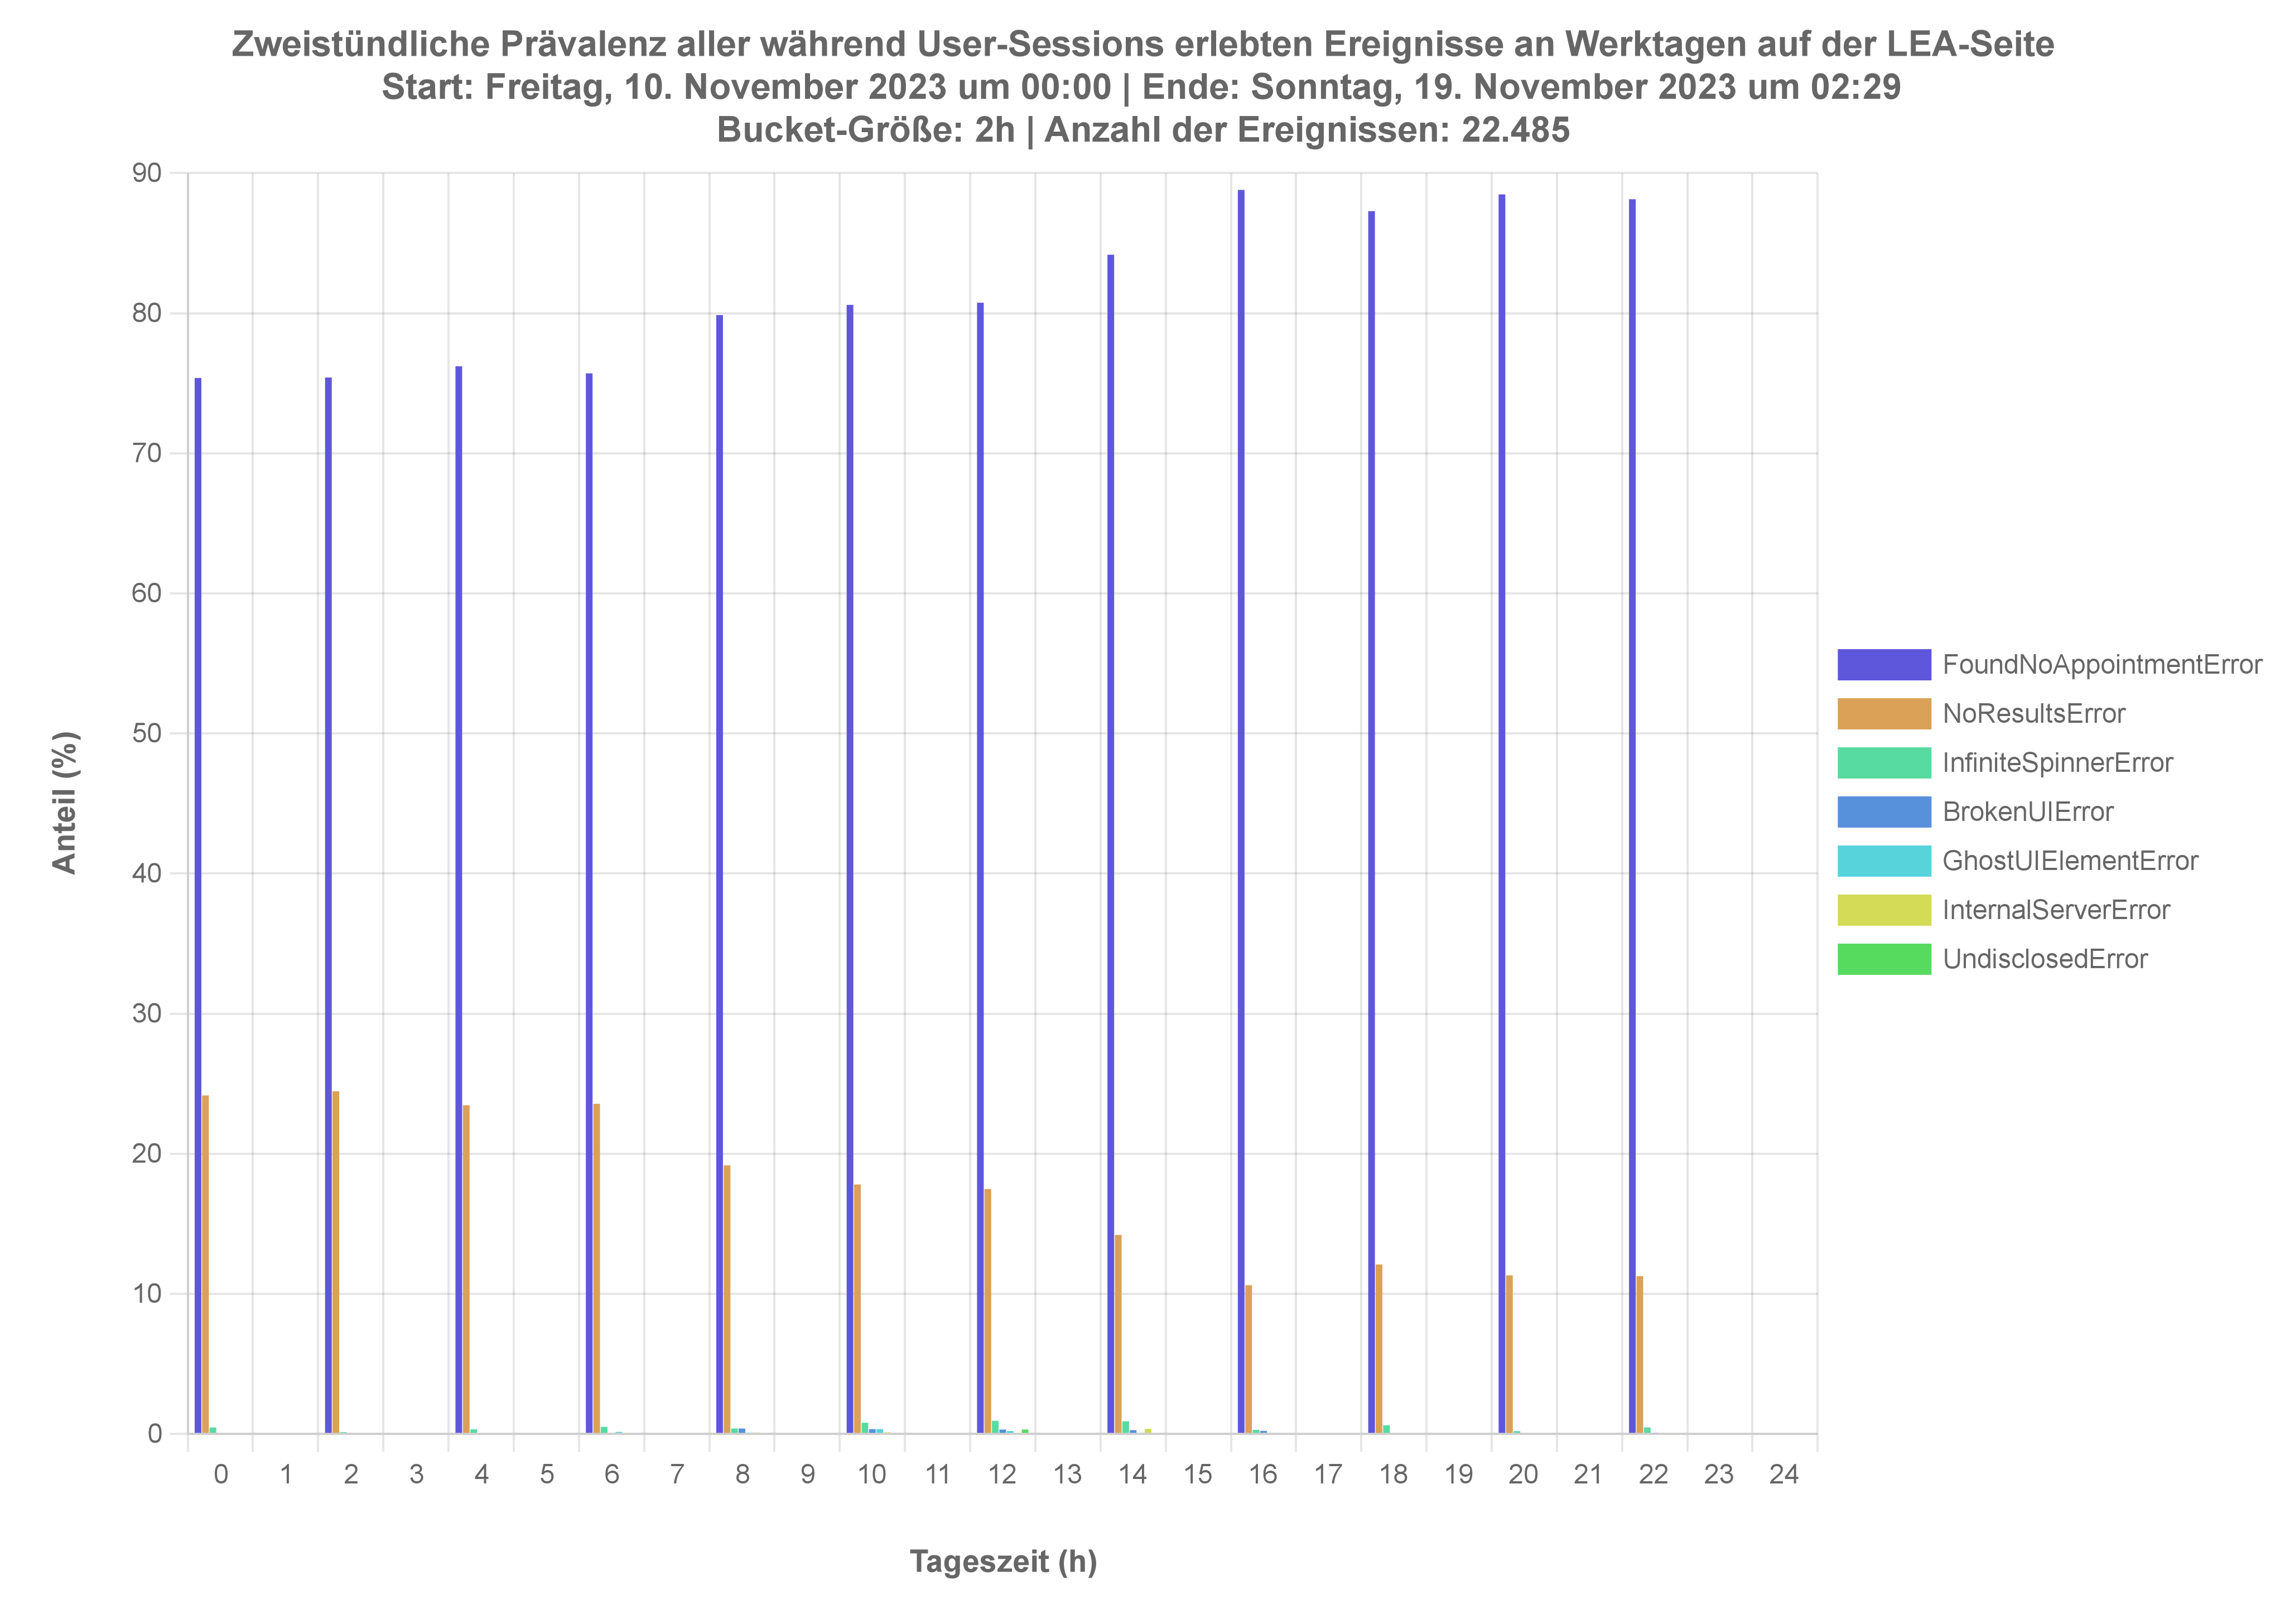 Zweistündliche Prävalenz aller während User-Sessions erlebten Ereignisse an Werktagen auf der LEA-Seite
Start: Freitag, 10. November 2023 um 00:00 | Ende: Sonntag, 19. November 2023 um 02:29
Bucket-Größe: 2h | Anzahl der Ereignissen: 22.485
90
80
70
60
50
40
30
20
10
0
Anteil (%)
0 1 2 3 4 5 6 7 8 9 10 11 12 13 14 15 16 17 18 19 20 21 22 23 24
Tageszeit (h)
FoundNoAppointmentError
NoResultsError
InfiniteSpinnerError
BrokenUIError
GhostUIElementError
InternalServerError
UndisclosedError